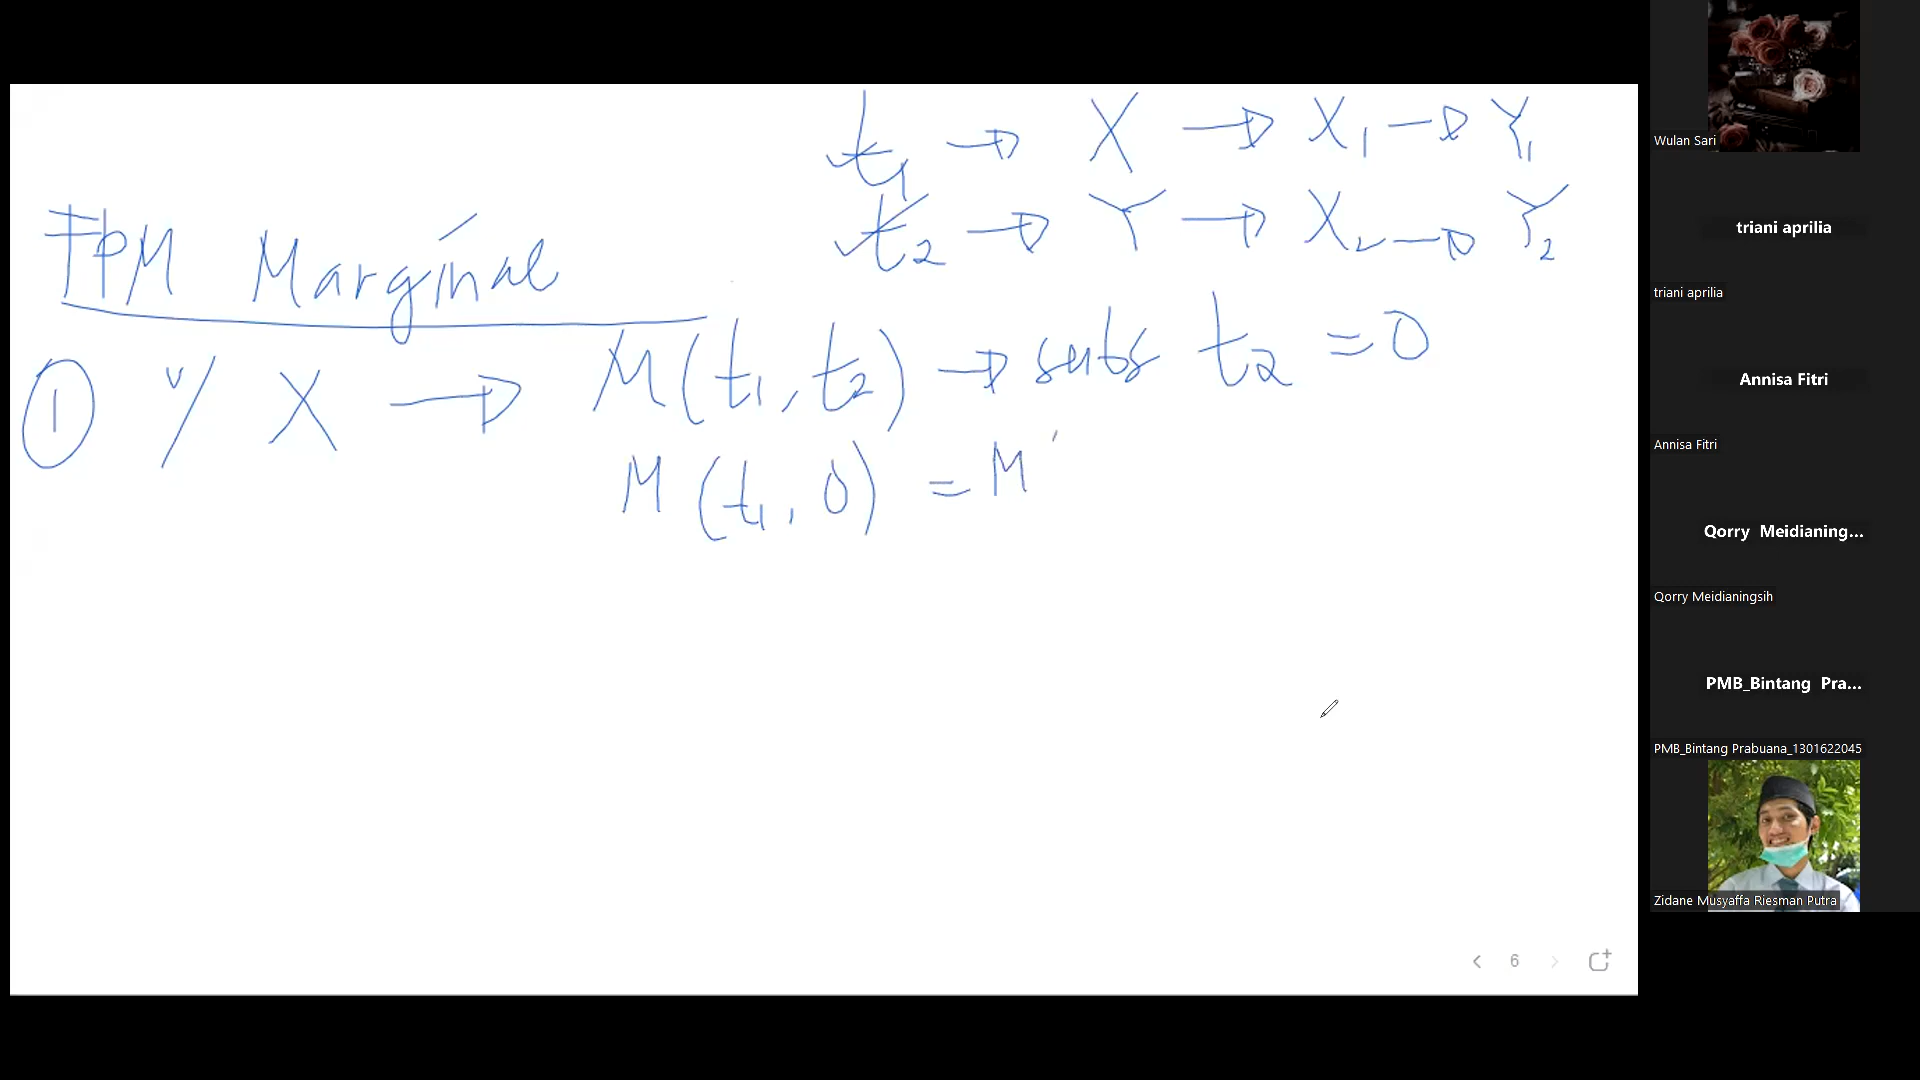 t₁ → X → X₁ → Y₁
t₂ → Y → X₂ → Y₂
FPM Marginal
① u/ X → M(t₁, t₂) → subs t₂ = 0
M(t₁, 0) = M
6
Wulan Sari
triani aprilia
triani aprilia
Annisa Fitri
Annisa Fitri
Qorry Meidianing...
Qorry Meidianingsih
PMB_Bintang Pra...
PMB_Bintang Prabuana_1301622045
Zidane Musyaffa Riesman Putra